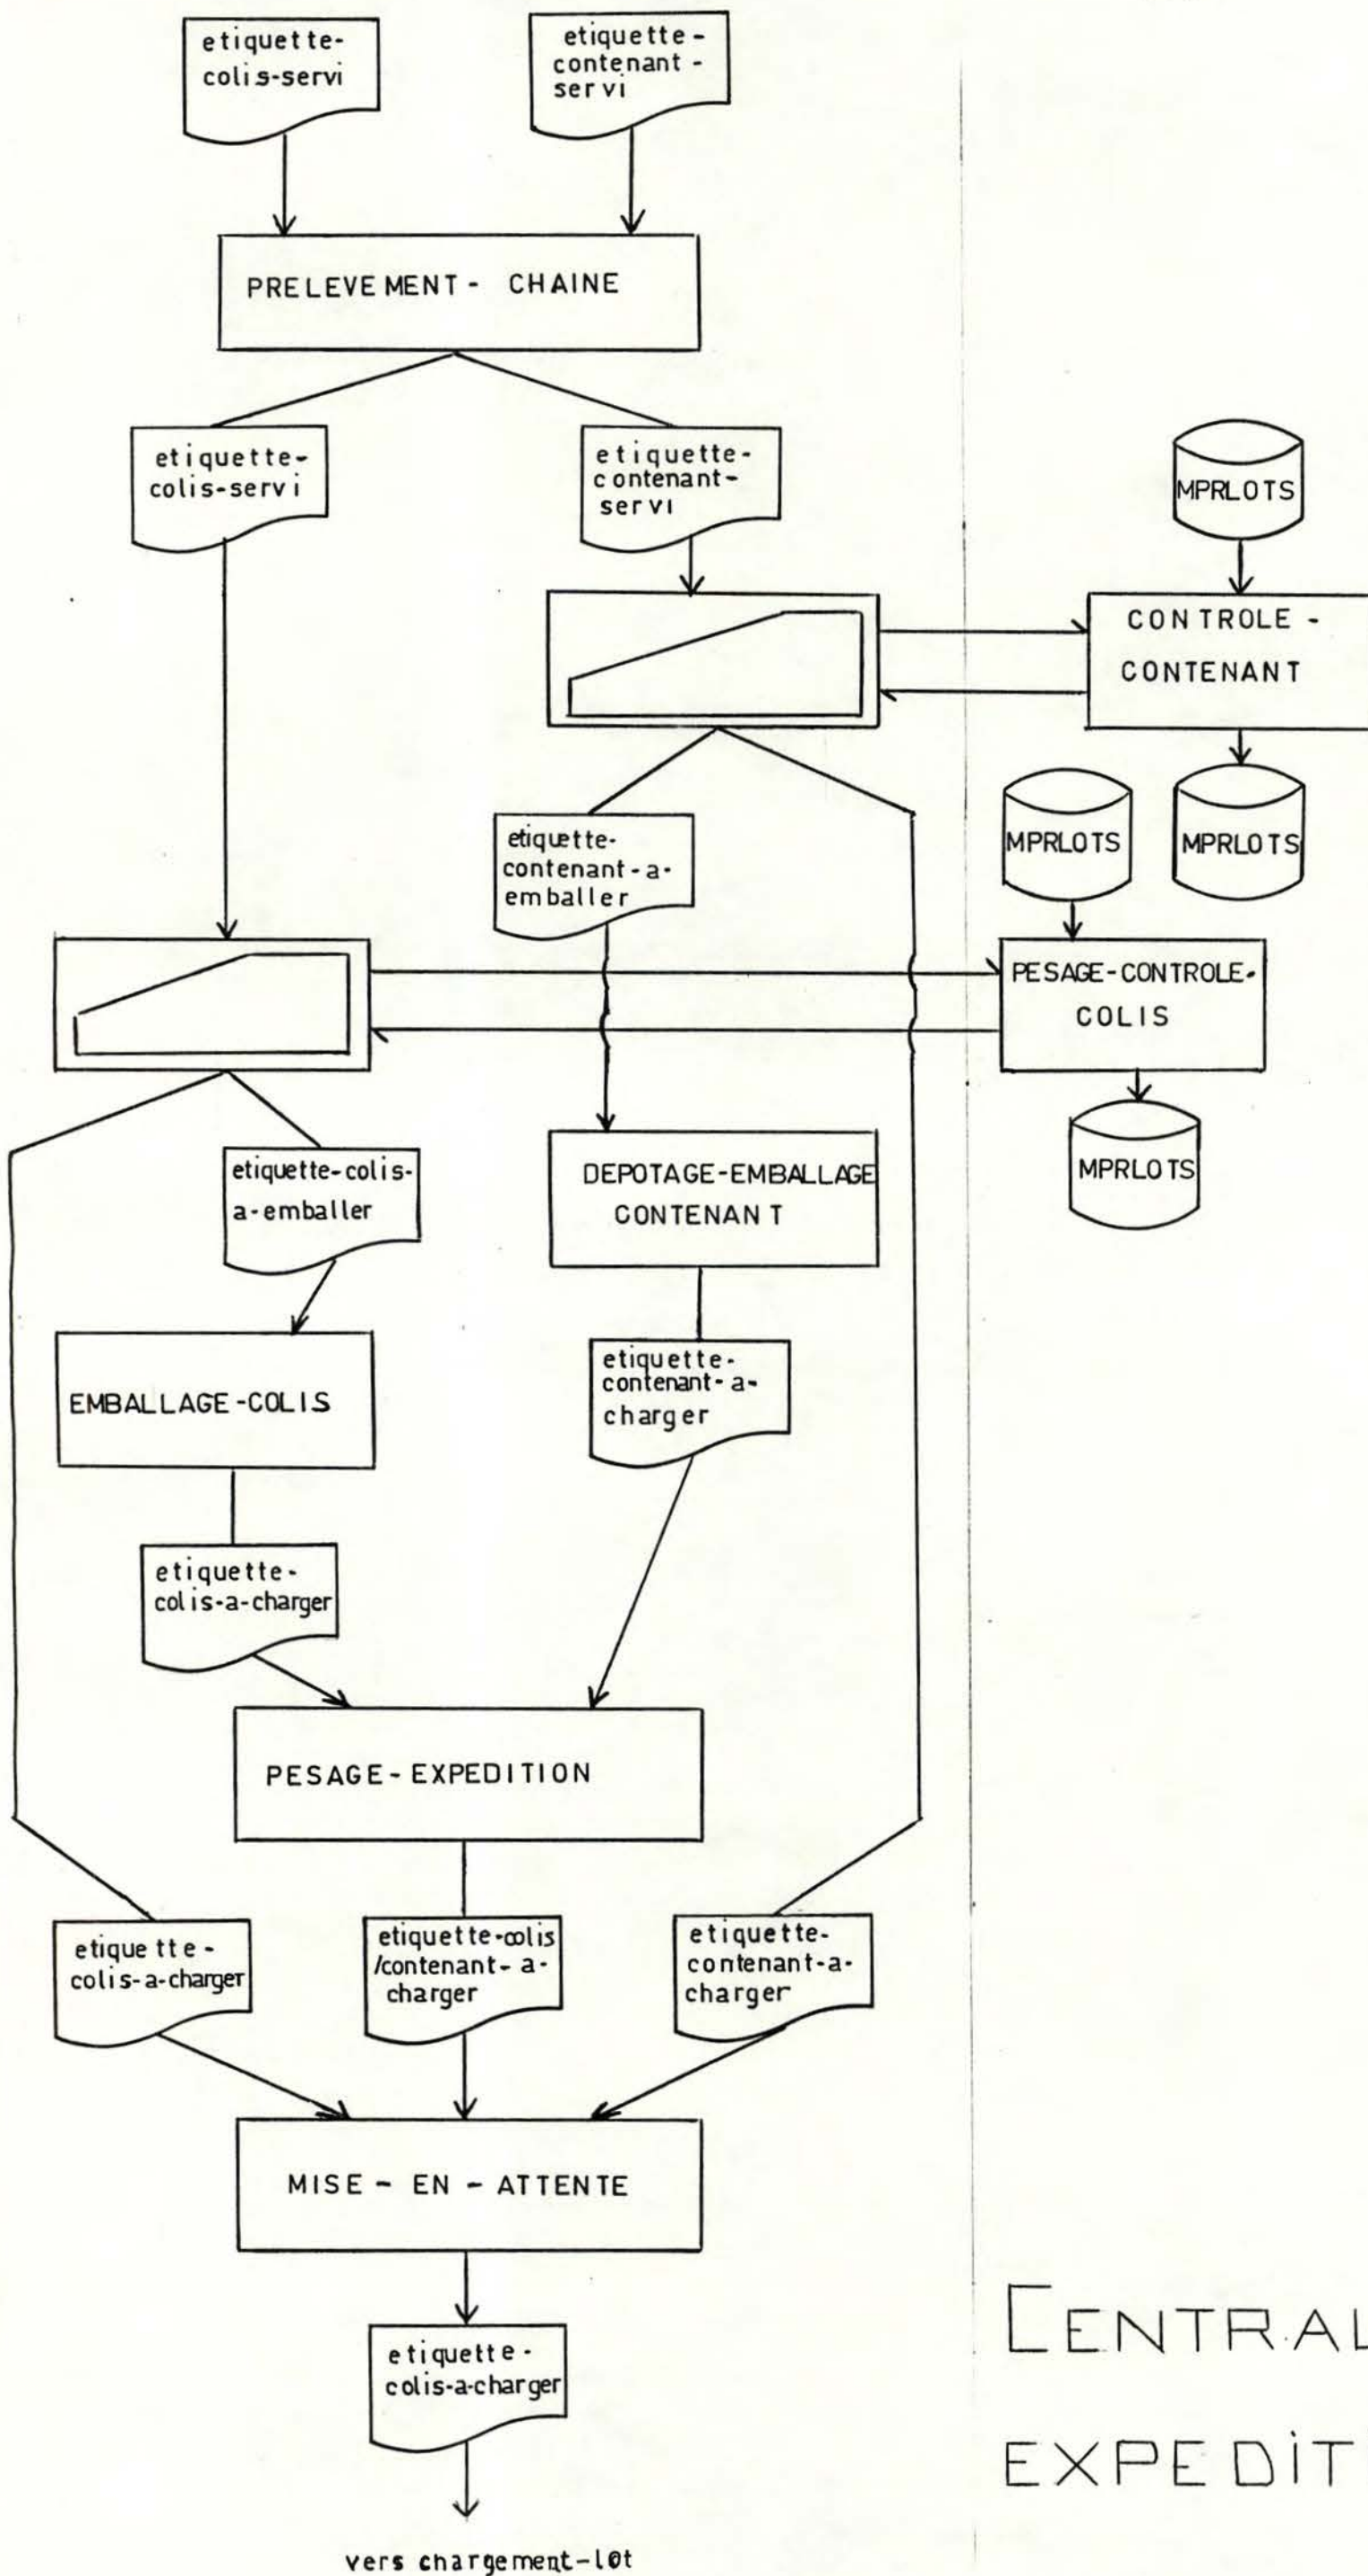 etiquette-
colis-servi
etiquette-
contenant-
servi
PRELEVEMENT- CHAINE
etiquette-
colis-servi
etiquette-
contenant-
servi
MPRLOTS
CONTROLE -
CONTENANT
MPRLOTS
MPRLOTS
etiquette-
contenant-a-
emballer
PESAGE-CONTROLE-
COLIS
MPRLOTS
etiquette-colis-
a-emballer
DEPOTAGE-EMBALLAGE
CONTENANT
EMBALLAGE-COLIS
etiquette-
contenant-a-
charger
etiquette-
colis-a-charger
PESAGE-EXPEDITION
etiquette-
colis-a-charger
etiquette-colis
/contenant-a-
charger
etiquette-
contenant-a-
charger
MISE - EN - ATTENTE
CENTRAL
EXPEDIT
etiquette-
colis-a-charger
vers chargement-lot